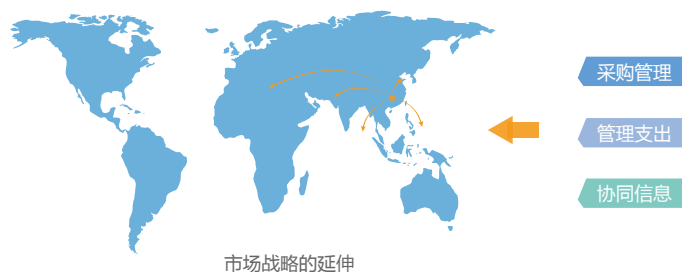 采购管理
管理支出
协同信息
市场战略的延伸